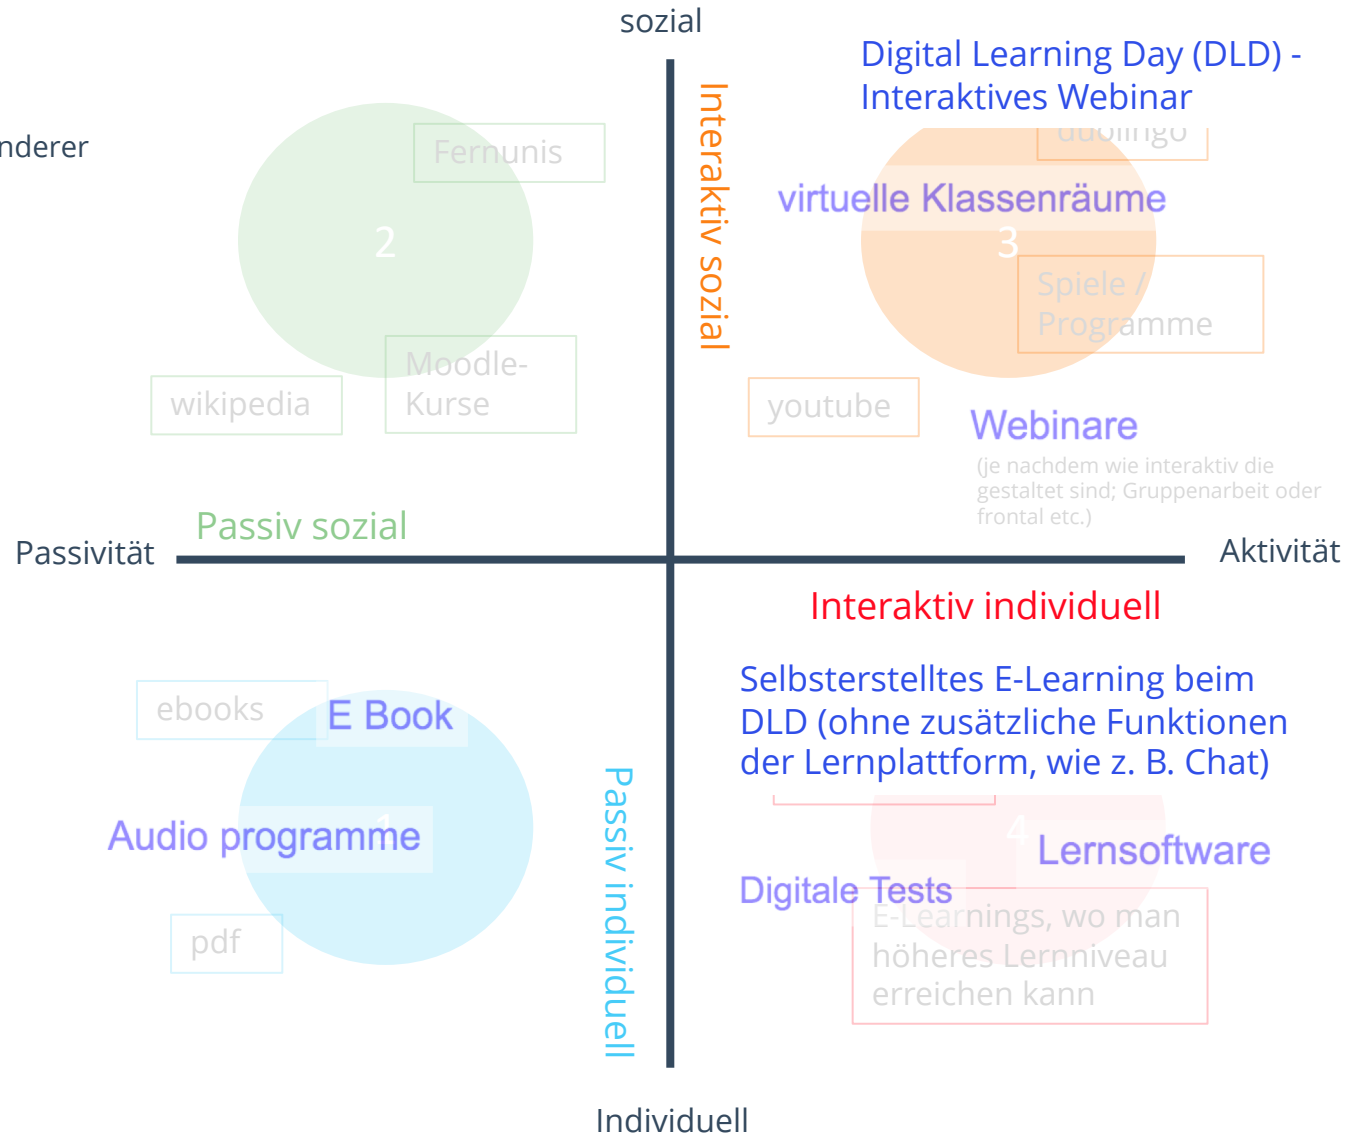 sozial
Digital Learning Day (DLD) -
Interaktives Webinar
nderer
Fernunis
duolingo
Interaktiv sozial
virtuelle Klassenräume
2
3
Spiele /
Programme
Moodle-
Kurse
wikipedia
youtube
Webinare
(je nachdem wie interaktiv die
gestaltet sind; Gruppenarbeit oder
frontal etc.)
Passiv sozial
Passivität
Aktivität
Interaktiv individuell
Selbsterstelltes E-Learning beim
DLD (ohne zusätzliche Funktionen
der Lernplattform, wie z. B. Chat)
ebooks
E Book
Passiv individuell
1
Audio programme
4
Lernsoftware
Digitale Tests
E-Learnings, wo man
höheres Lernniveau
erreichen kann
pdf
Individuell